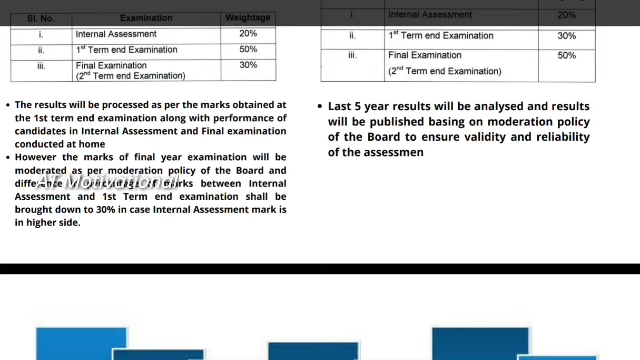 Sl. No. Examination Weightage
i. Internal Assessment 20%
ii. 1st Term end Examination 50%
iii. Final Examination 30%
(2nd Term end Examination)
• The results will be processed as per the marks obtained at
the 1st term end examination along with performance of
candidates in Internal Assessment and Final examination
conducted at home
• However the marks of final year examination will be
moderated as per moderation policy of the Board and
difference of marks between Internal
Assessment and 1st Term end examination shall be
brought down to 30% in case Internal Assessment mark is
in higher side.
AT Motivational
i. Internal Assessment 20%
ii. 1st Term end Examination 30%
iii. Final Examination 50%
(2nd Term end Examination)
• Last 5 year results will be analysed and results
will be published basing on moderation policy
of the Board to ensure validity and reliability
of the assessmen